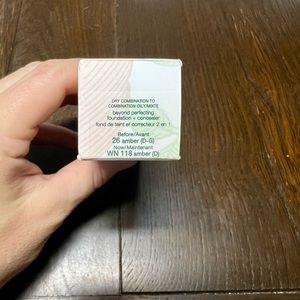 DRY COMBINATION TO
COMBINATION OILY/MIXTE
beyond perfecting
foundation + concealer
fond de teint et correcteur 2 en 1
Before/Avant
26 amber (D-G)
Now/Maintenant
WN 118 amber (D)